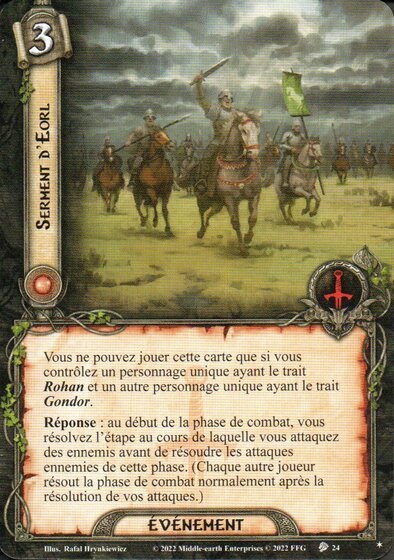 3
SERMENT D'EORL
Vous ne pouvez jouer cette carte que si vous
contrôlez un personnage unique ayant le trait
Rohan et un autre personnage unique ayant le trait
Gondor.
Réponse : au début de la phase de combat, vous
résolvez l'étape au cours de laquelle vous attaquez
des ennemis avant de résoudre les attaques
ennemies de cette phase. (Chaque autre joueur
résout la phase de combat normalement après la
résolution de vos attaques.)
ÉVÉNEMENT
Illus. Rafał Hrynkiewicz © 2022 Middle-earth Enterprises © 2022 FFG 24